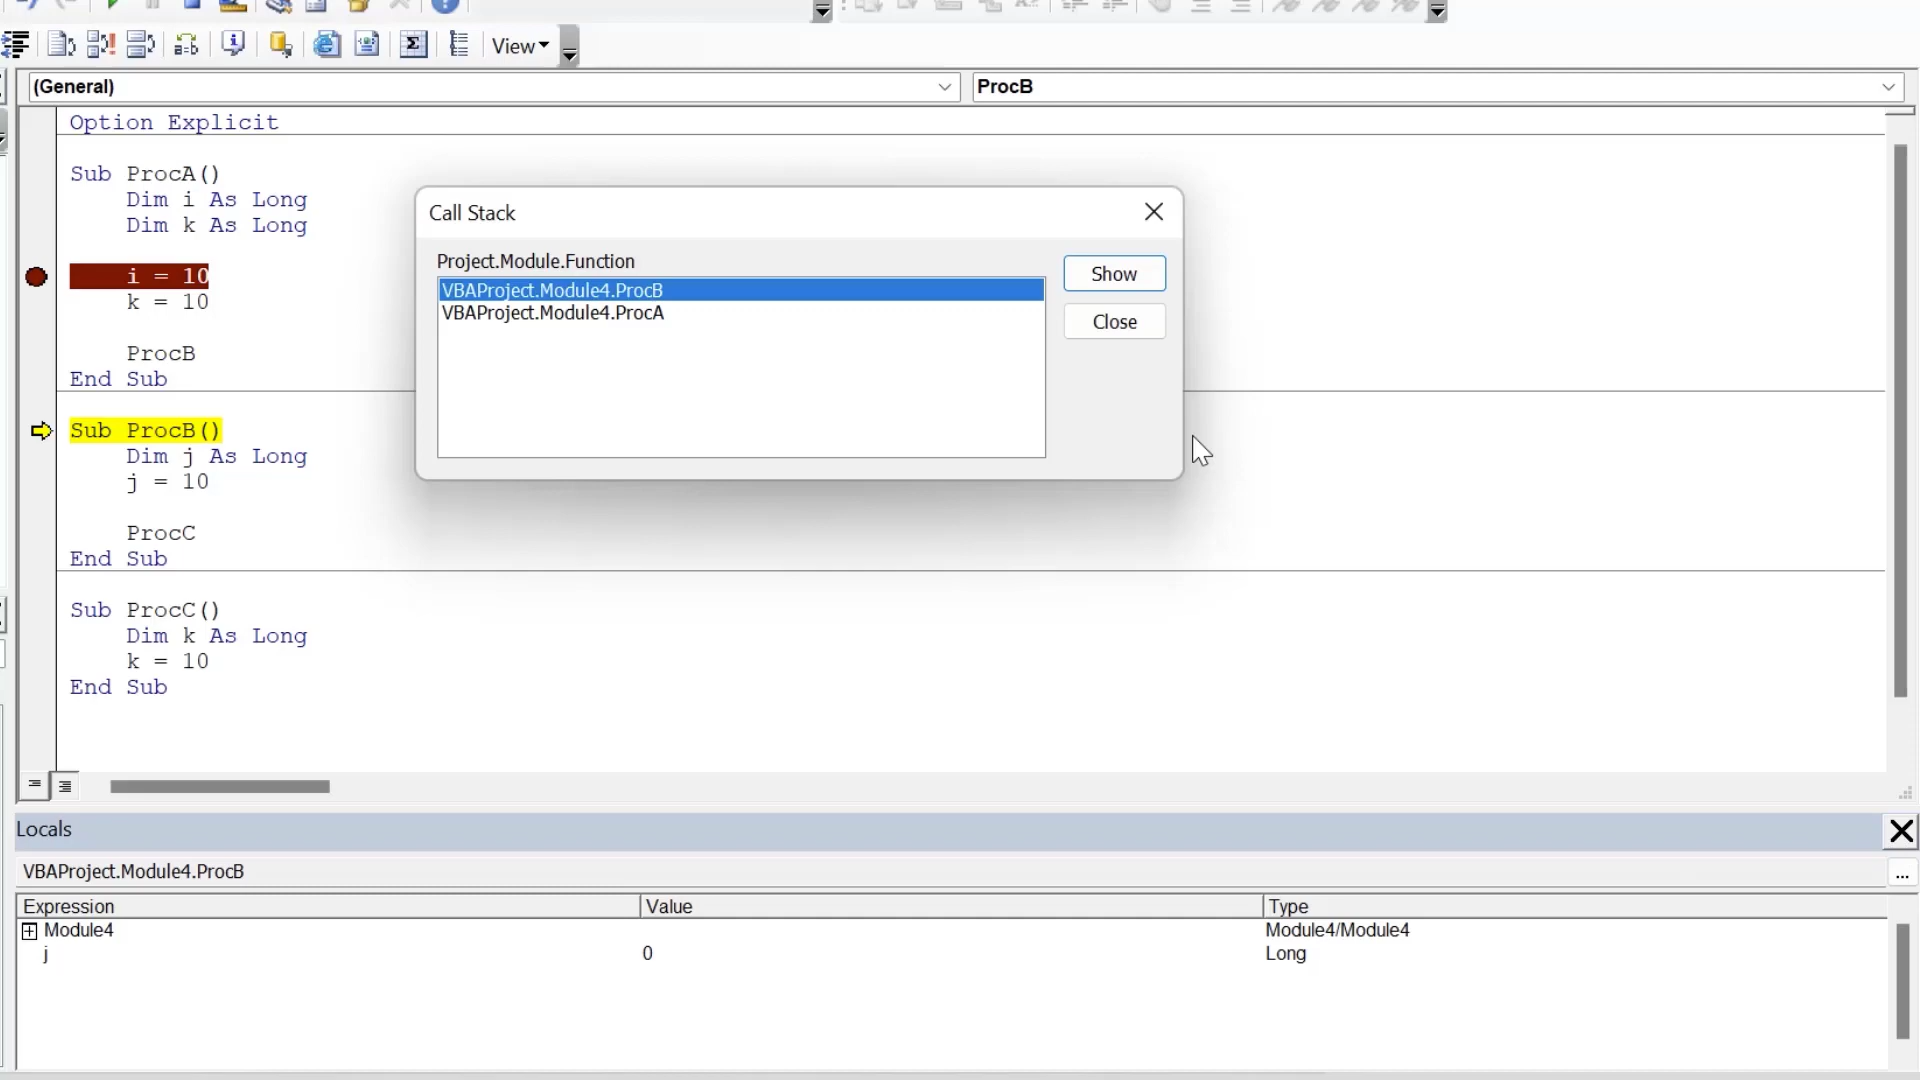 View
(General)
ProcB
Option Explicit
Sub ProcA()
Dim i As Long
Dim k As Long
i = 10
k = 10
ProcB
End Sub
Sub ProcB()
Dim j As Long
j = 10
ProcC
End Sub
Sub ProcC()
Dim k As Long
k = 10
End Sub
Call Stack
Project.Module.Function
VBAProject.Module4.ProcB
VBAProject.Module4.ProcA
Show
Close
Locals
VBAProject.Module4.ProcB
...
Expression Value Type
Module4 Module4/Module4
j 0 Long